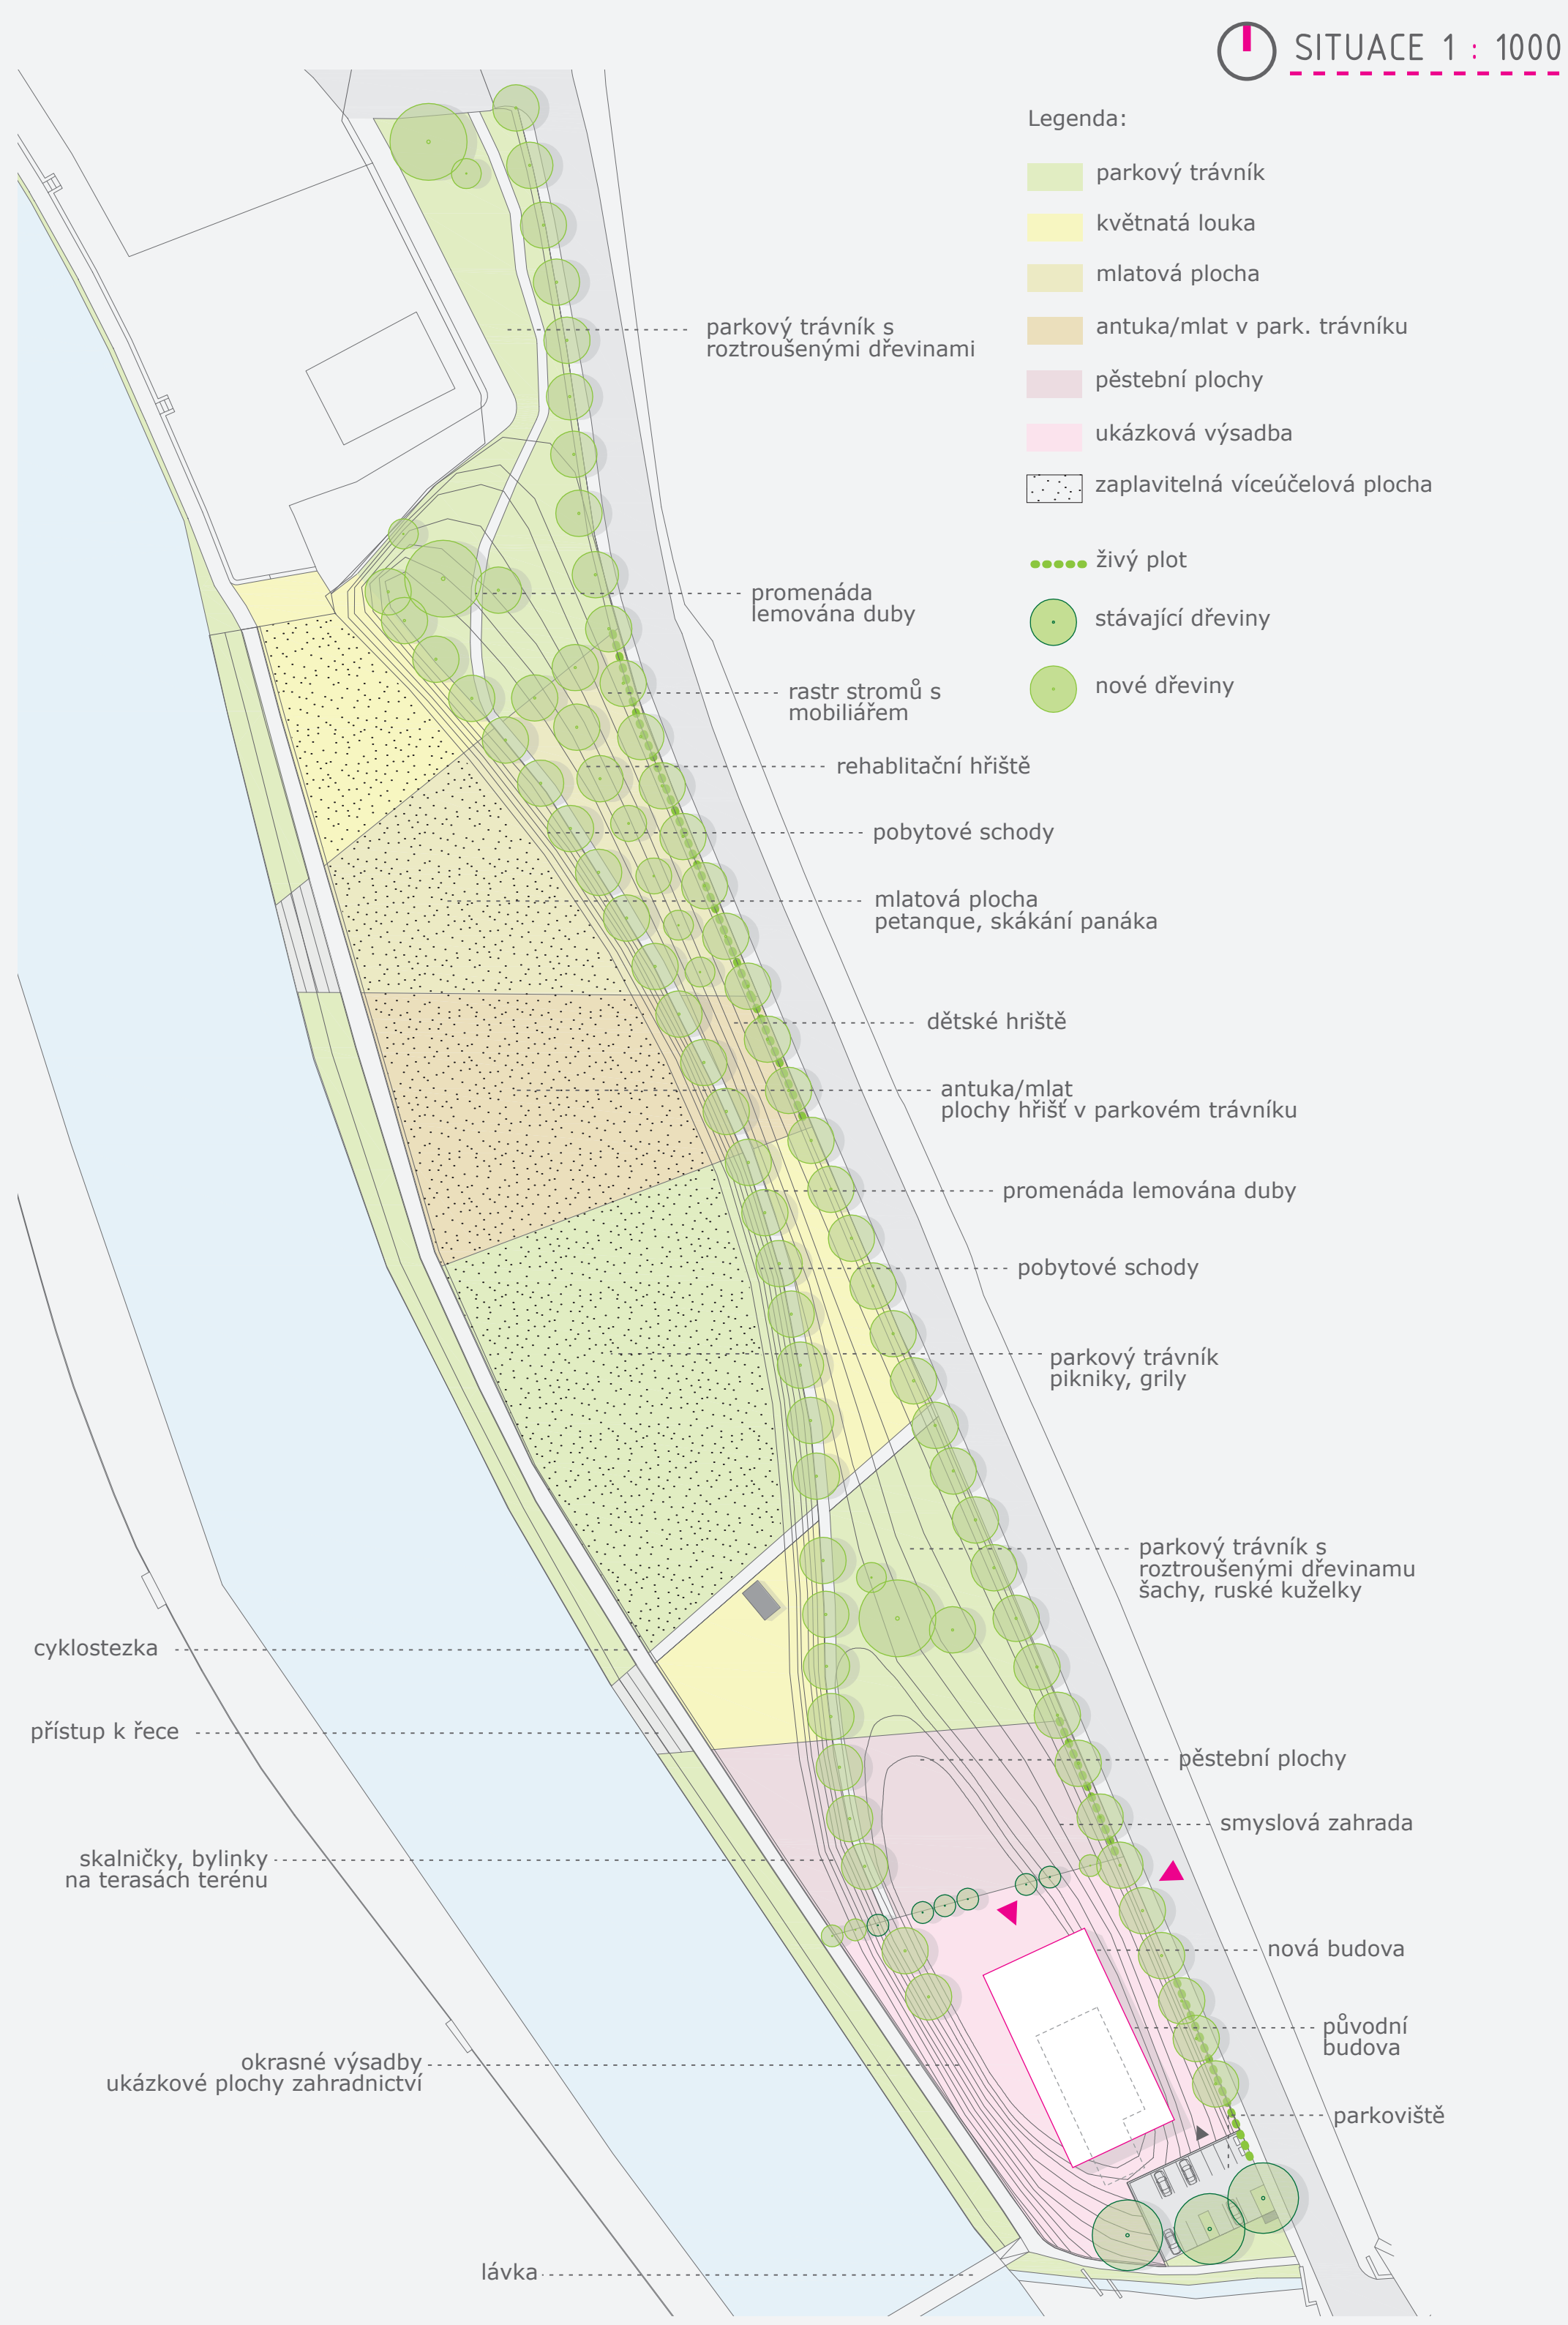 SITUACE 1 : 1000
Legenda:
parkový trávník
květnatá louka
mlatová plocha
antuka/mlat v park. trávníku
pěstební plochy
ukázková výsadba
zaplavitelná víceúčelová plocha
živý plot
stávající dřeviny
nové dřeviny
parkový trávník s
roztroušenými dřevinami
promenáda
lemována duby
rastr stromů s
mobiliářem
rehablitační hřiště
pobytové schody
mlatová plocha
petanque, skákání panáka
dětské hriště
antuka/mlat
plochy hřišť v parkovém trávníku
promenáda lemována duby
pobytové schody
parkový trávník
pikniky, grily
parkový trávník s
roztroušenými dřevinamu
šachy, ruské kuželky
cyklostezka
přístup k řece
pěstební plochy
smyslová zahrada
skalničky, bylinky
na terasách terénu
nová budova
původní
budova
okrasné výsadby
ukázkové plochy zahradnictví
parkoviště
lávka